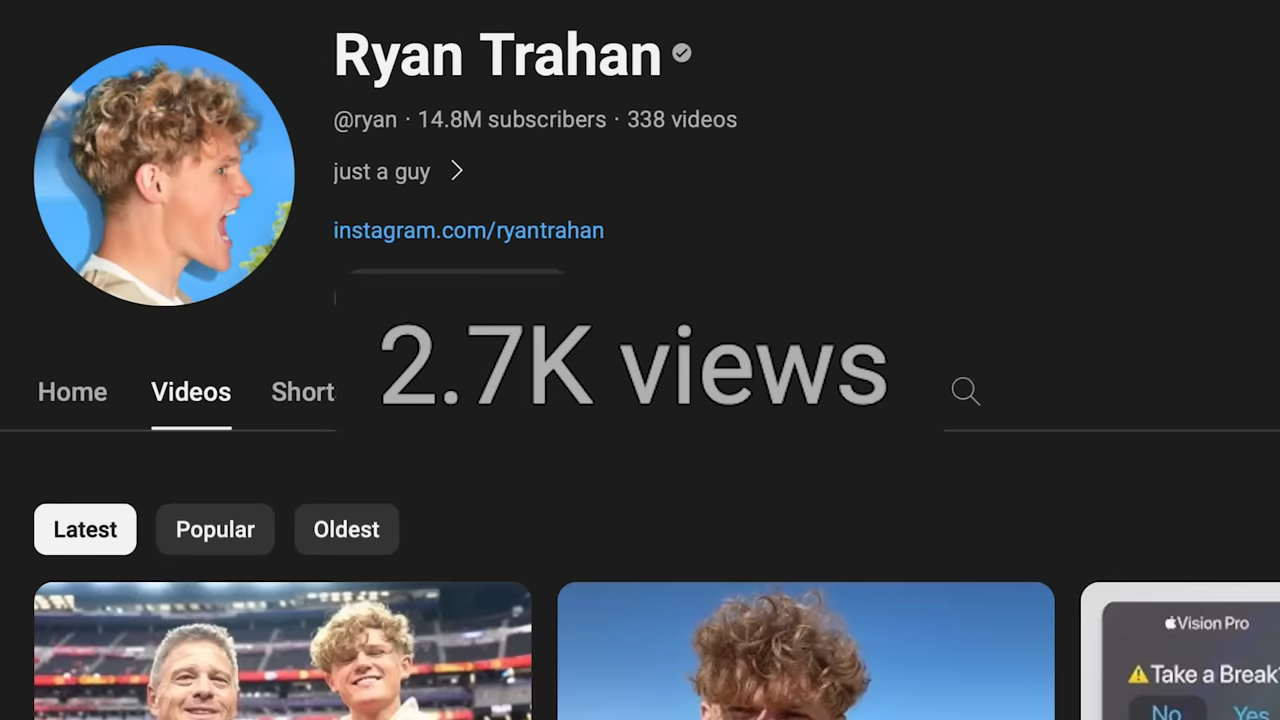 Ryan Trahan
@ryan · 14.8M subscribers · 338 videos
just a guy
instagram.com/ryantrahan
2.7K views
Home Videos Short
Latest Popular Oldest
Vision Pro
Take a Break?
No Yes